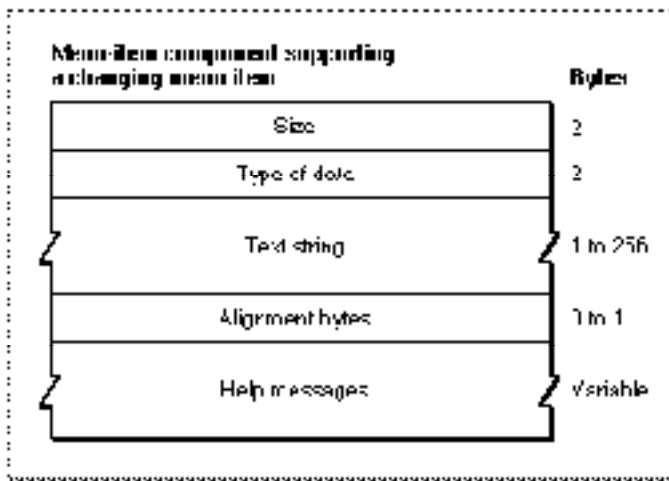 Menu-item component supporting
a changing menu item
Bytes
Size
2
Type of data
2
Text string
1 to 256
Alignment bytes
0 to 1
Help messages
Variable